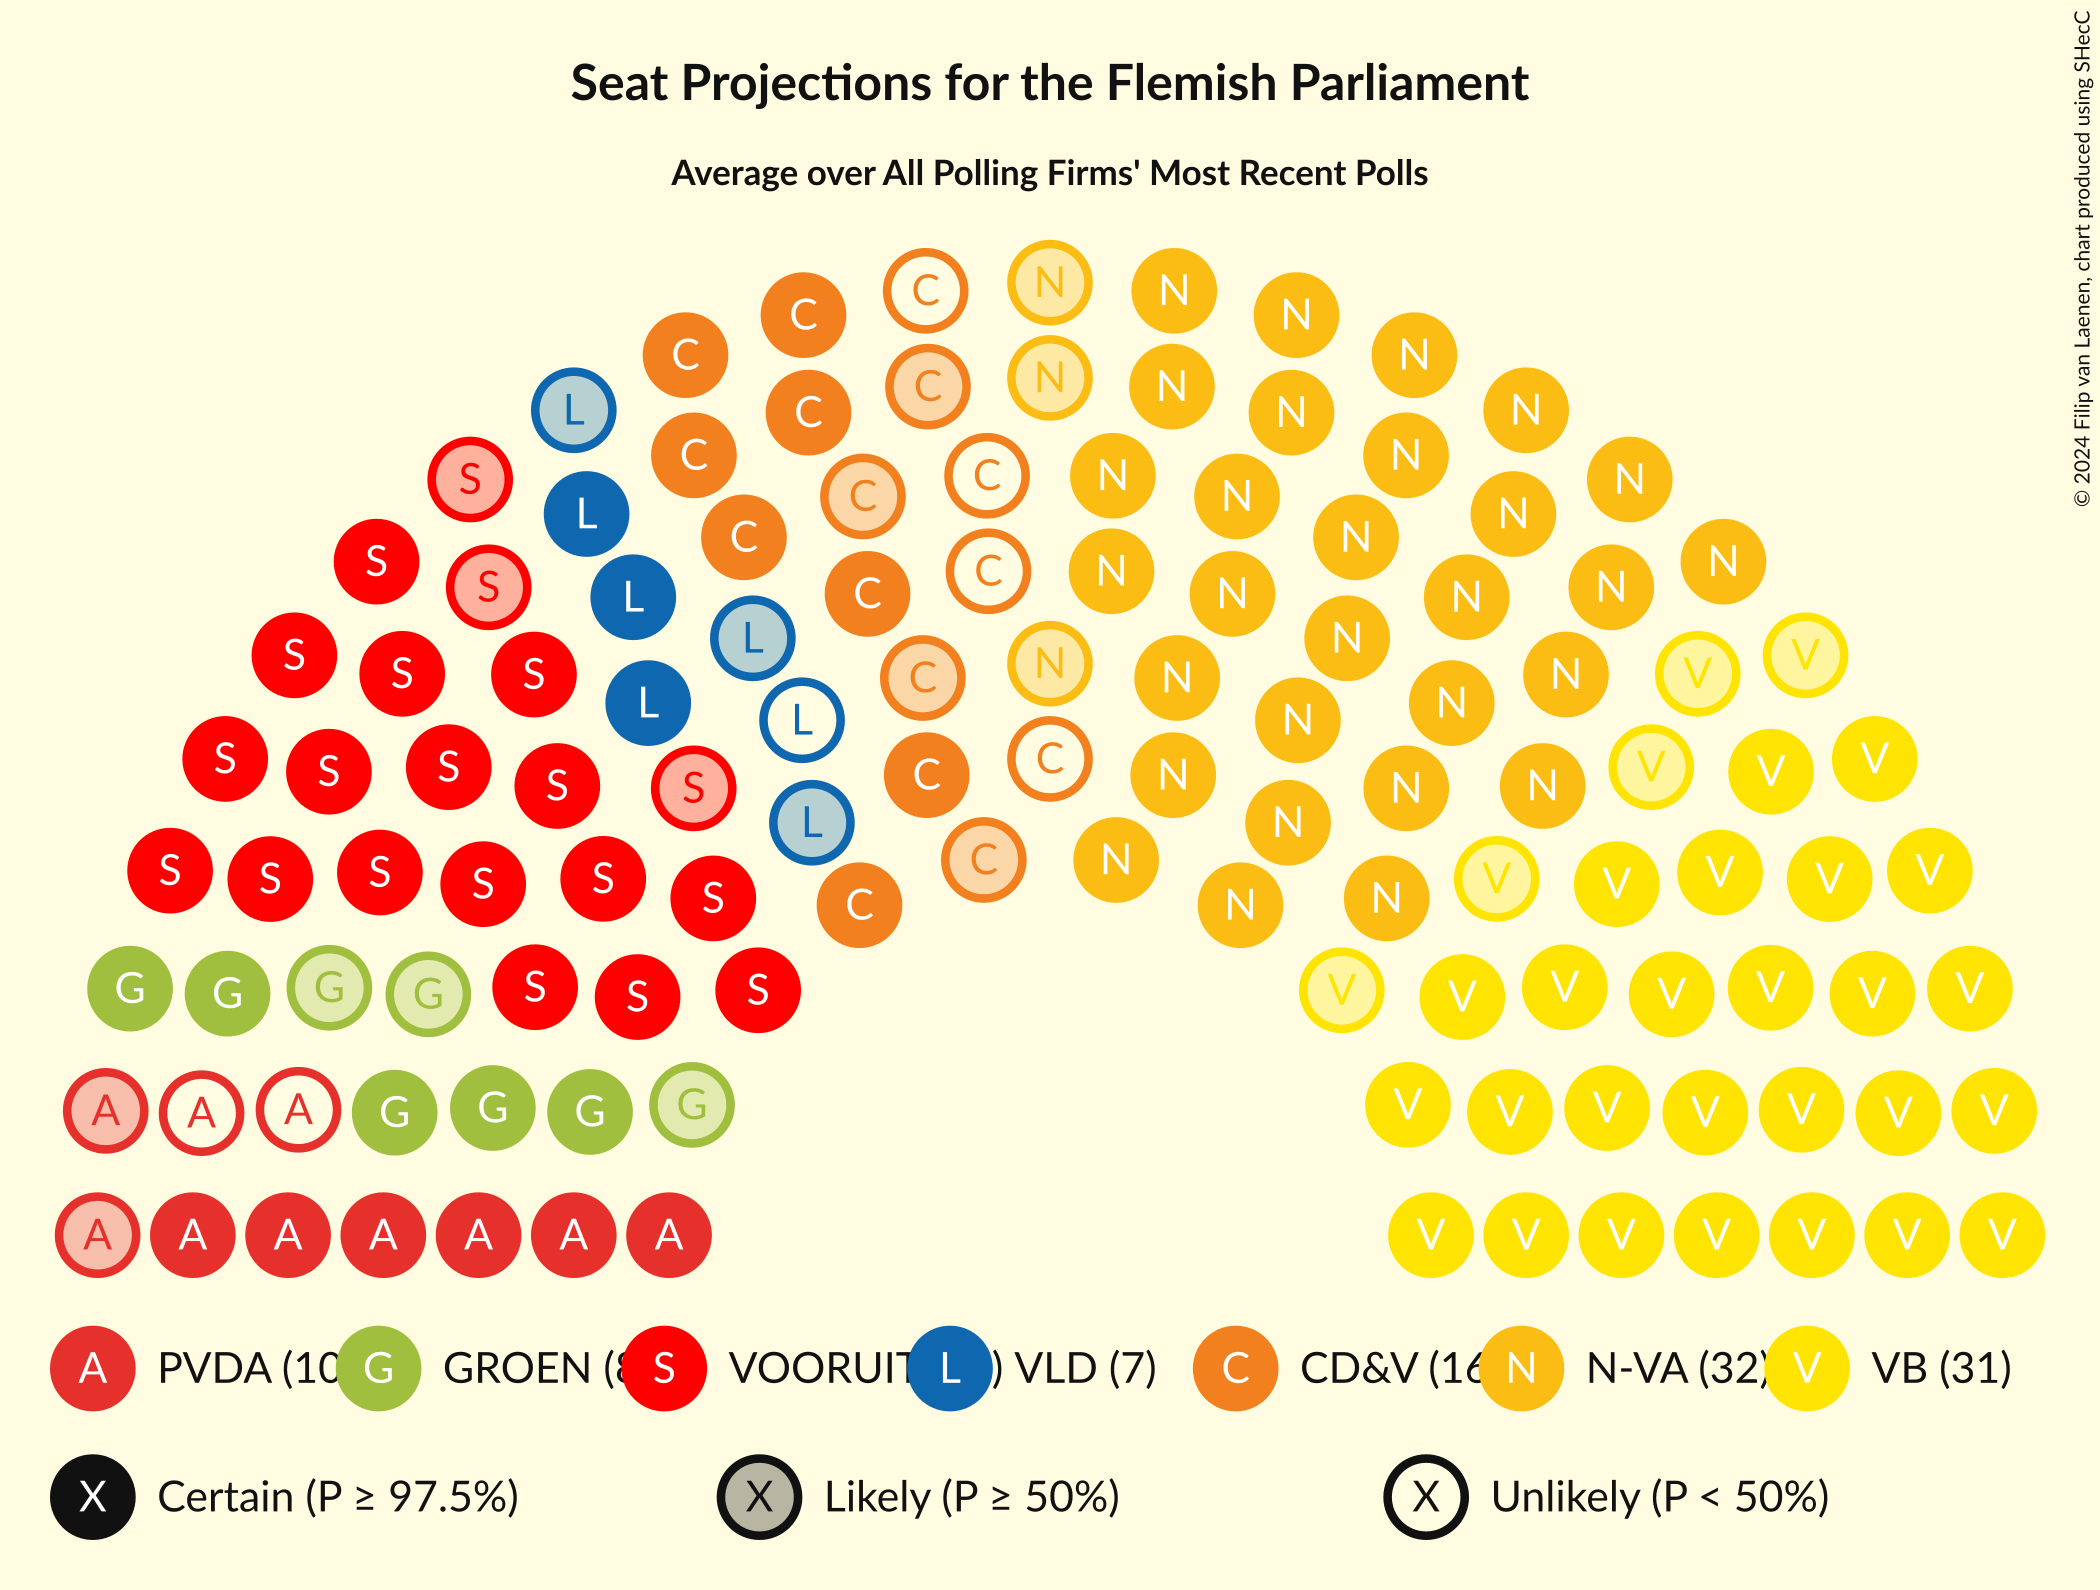 Seat Projections for the Flemish Parliament
Average over All Polling Firms' Most Recent Polls
© 2024 Filip van Laenen, chart produced using SHecC
C C N N N
L C C C N N N N N
S L C C C N N N N N
S S L C C C N N N N N N
S S S L L C N N N N N V V
S S S S S L C C N N N N V V V
S S S S S S L C C N N N N V V V V V
G G G G S S S V V V V V V V
A A A G G G G V V V V V V V
A A A A A A A V V V V V V V
A PVDA (10 G GROEN (8 S VOORUIT L ) VLD (7) C CD&V (16 N N-VA (32) V VB (31)
X Certain (P ≥ 97.5%) X Likely (P ≥ 50%) X Unlikely (P < 50%)